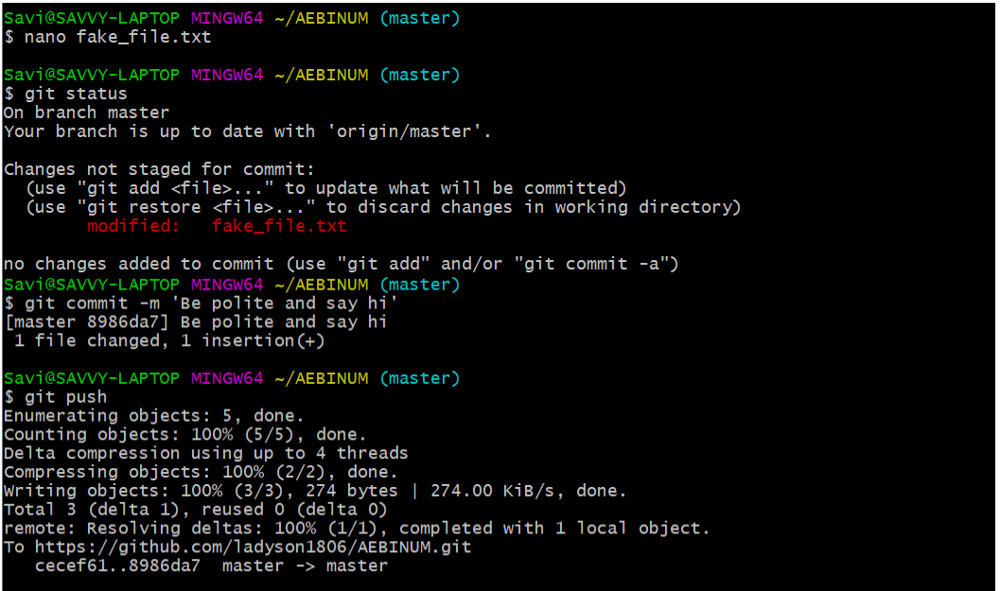 Savi@SAVVY-LAPTOP MINGW64 ~/AEBINUM (master)
$ nano fake_file.txt
Savi@SAVVY-LAPTOP MINGW64 ~/AEBINUM (master)
$ git status
On branch master
Your branch is up to date with 'origin/master'.
Changes not staged for commit:
  (use "git add <file>..." to update what will be committed)
  (use "git restore <file>..." to discard changes in working directory)
        modified:   fake_file.txt
no changes added to commit (use "git add" and/or "git commit -a")
Savi@SAVVY-LAPTOP MINGW64 ~/AEBINUM (master)
$ git commit -m 'Be polite and say hi'
[master 8986da7] Be polite and say hi
 1 file changed, 1 insertion(+)
Savi@SAVVY-LAPTOP MINGW64 ~/AEBINUM (master)
$ git push
Enumerating objects: 5, done.
Counting objects: 100% (5/5), done.
Delta compression using up to 4 threads
Compressing objects: 100% (2/2), done.
Writing objects: 100% (3/3), 274 bytes | 274.00 KiB/s, done.
Total 3 (delta 1), reused 0 (delta 0)
remote: Resolving deltas: 100% (1/1), completed with 1 local object.
To https://github.com/ladyson1806/AEBINUM.git
   cecef61..8986da7  master -> master